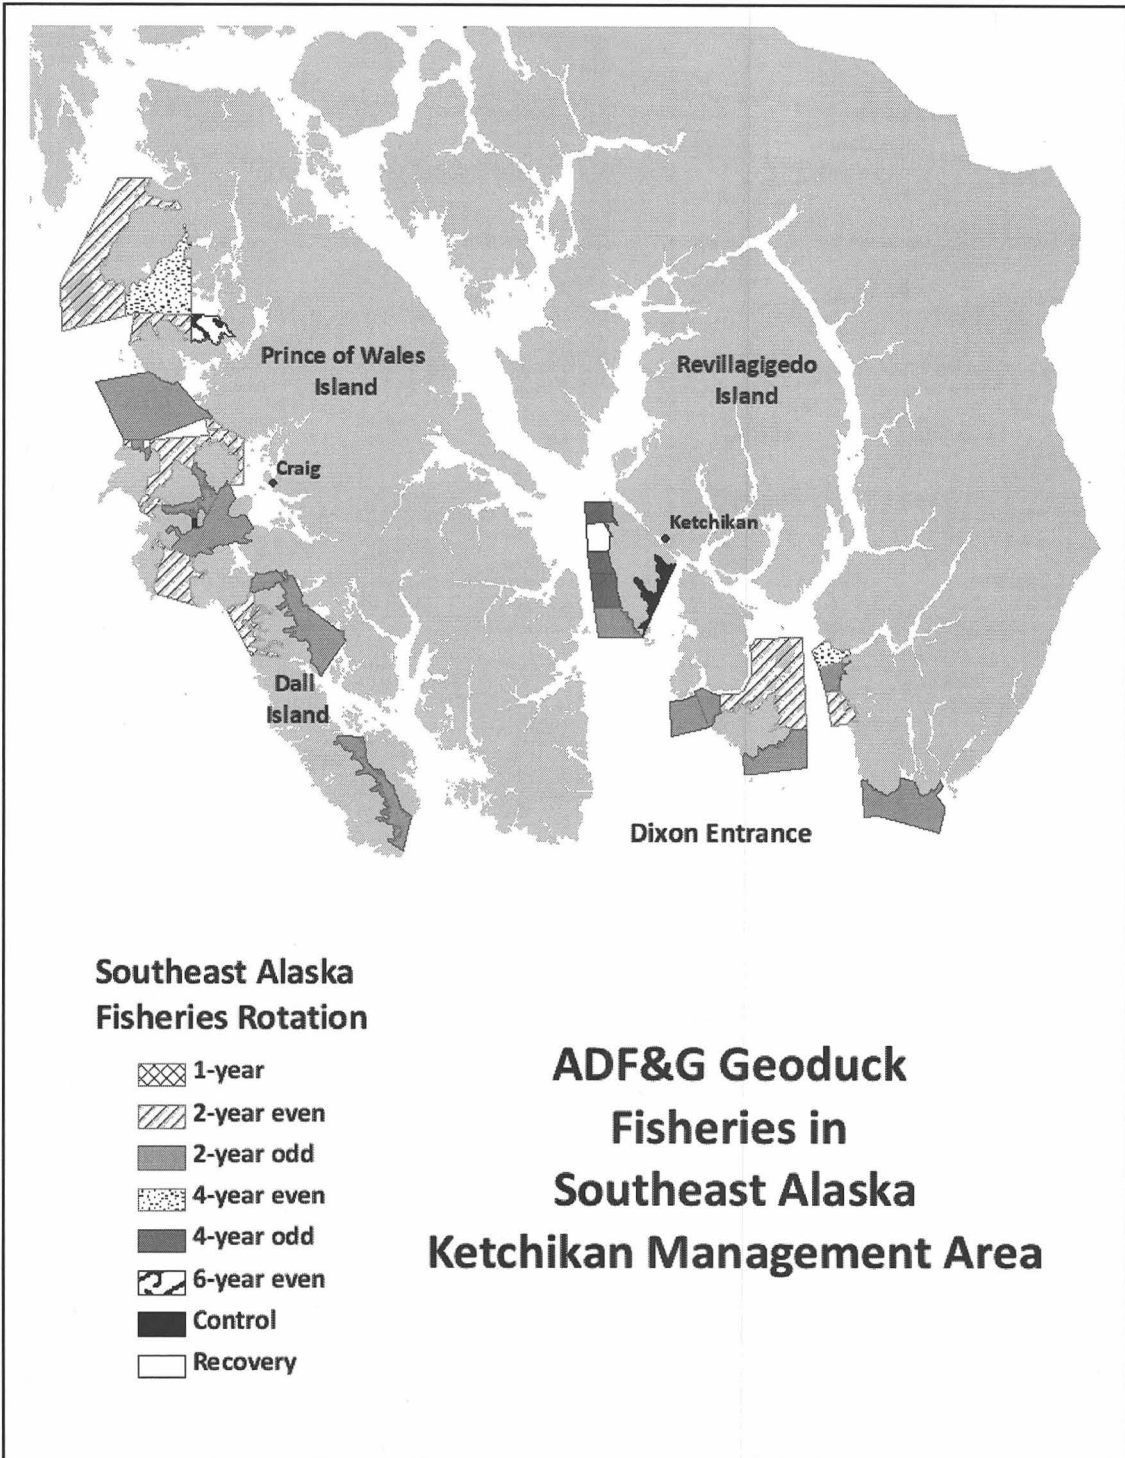 Prince of Wales
Island
Revillagigedo
Island
Craig
Ketchikan
Dall
Island
Dixon Entrance
Southeast Alaska
Fisheries Rotation
1-year
2-year even
2-year odd
4-year even
4-year odd
6-year even
Control
Recovery
ADF&G Geoduck
Fisheries in
Southeast Alaska
Ketchikan Management Area